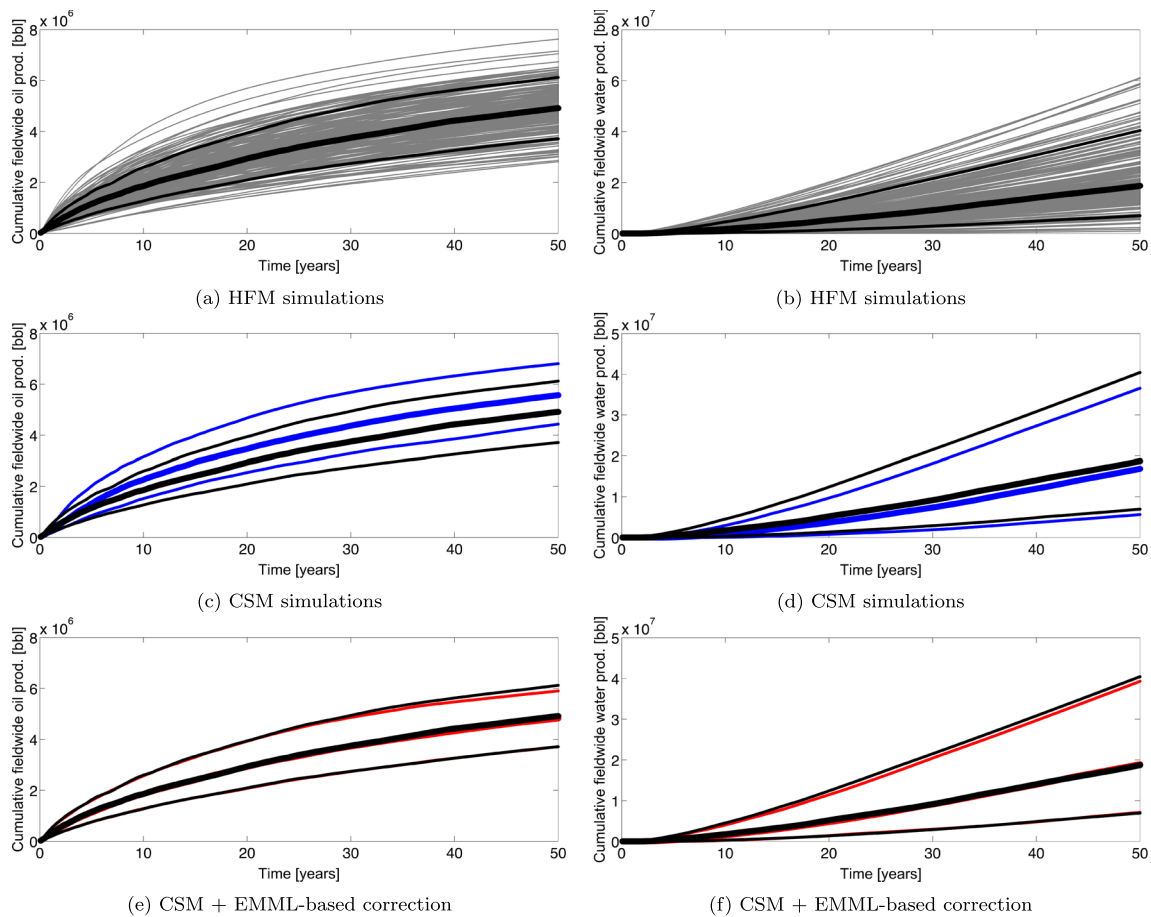 x 10^6
Cumulative fieldwide oil prod. [bbl]
8
6
4
2
0
0 10 20 30 40 50
Time [years]
(a) HFM simulations
x 10^7
Cumulative fieldwide water prod. [bbl]
8
6
4
2
0
0 10 20 30 40 50
Time [years]
(b) HFM simulations
x 10^6
Cumulative fieldwide oil prod. [bbl]
8
6
4
2
0
0 10 20 30 40 50
Time [years]
(c) CSM simulations
x 10^7
Cumulative fieldwide water prod. [bbl]
5
4
3
2
1
0
0 10 20 30 40 50
Time [years]
(d) CSM simulations
x 10^6
Cumulative fieldwide oil prod. [bbl]
8
6
4
2
0
0 10 20 30 40 50
Time [years]
(e) CSM + EMML-based correction
x 10^7
Cumulative fieldwide water prod. [bbl]
5
4
3
2
1
0
0 10 20 30 40 50
Time [years]
(f) CSM + EMML-based correction